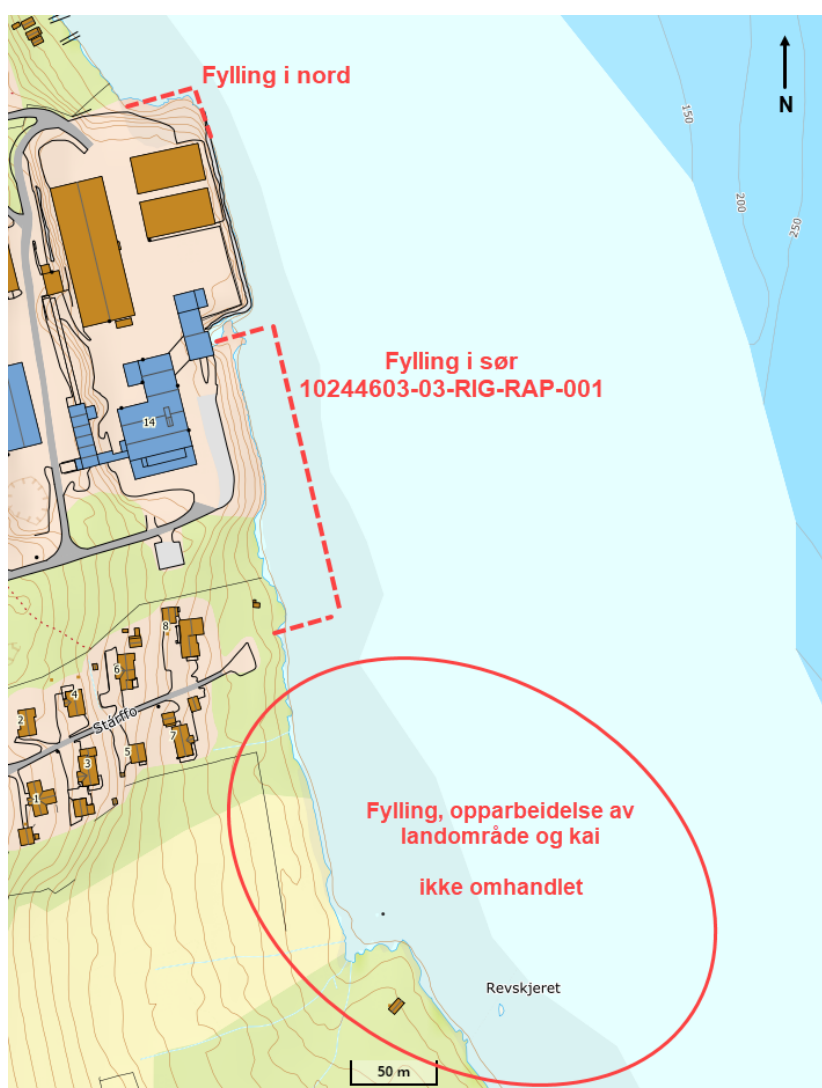 Fylling i nord
N
150
200
250
Fylling i sør
10244603-03-RIG-RAP-001
14
8
6
4
2
Stárffo
7
5
3
1
Fylling, opparbeidelse av
landområde og kai
ikke omhandlet
Revskjeret
50 m